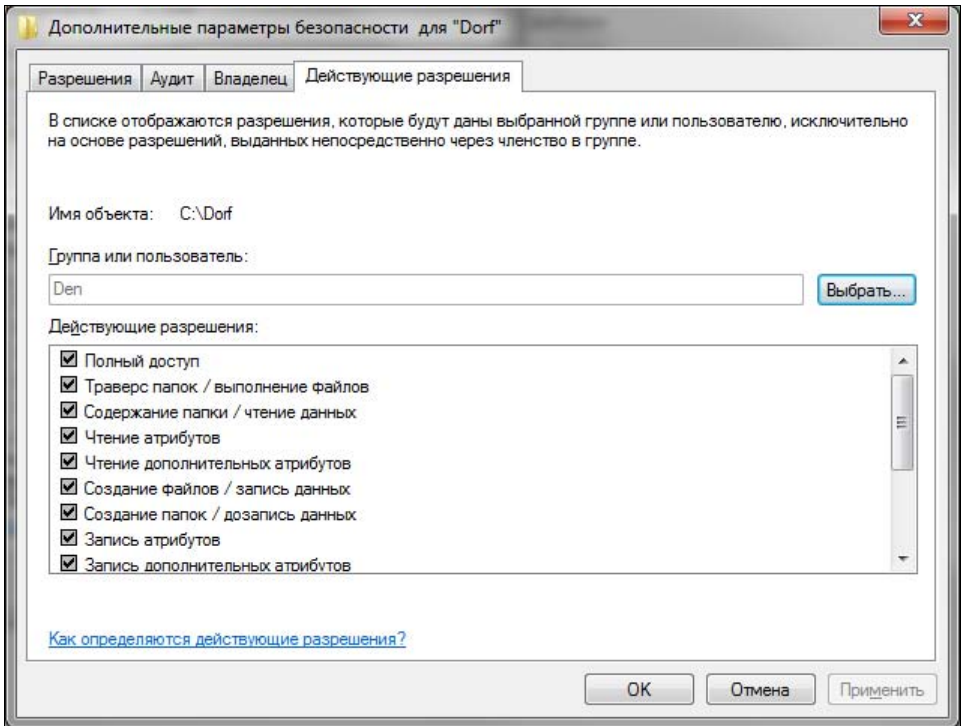 Дополнительные параметры безопасности для "Dorf"
Разрешения Аудит Владелец Действующие разрешения
В списке отображаются разрешения, которые будут даны выбранной группе или пользователю, исключительно
на основе разрешений, выданных непосредственно через членство в группе.
Имя объекта: C:\Dorf
Группа или пользователь:
Den Выбрать...
Действующие разрешения:
Полный доступ
Траверс папок / выполнение файлов
Содержание папки / чтение данных
Чтение атрибутов
Чтение дополнительных атрибутов
Создание файлов / запись данных
Создание папок / дозапись данных
Запись атрибутов
Запись дополнительных атрибутов
Как определяются действующие разрешения?
OK Отмена Применить